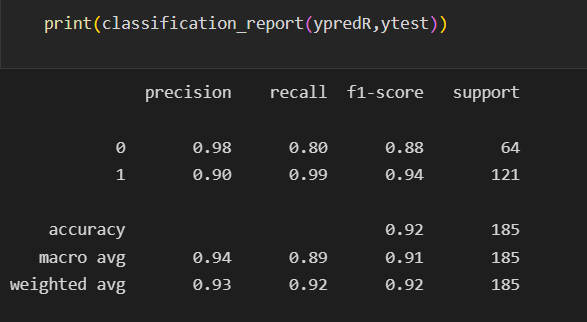 print(classification_report(ypredR,ytest))
precision recall f1-score support
0 0.98 0.80 0.88 64
1 0.90 0.99 0.94 121
accuracy 0.92 185
macro avg 0.94 0.89 0.91 185
weighted avg 0.93 0.92 0.92 185